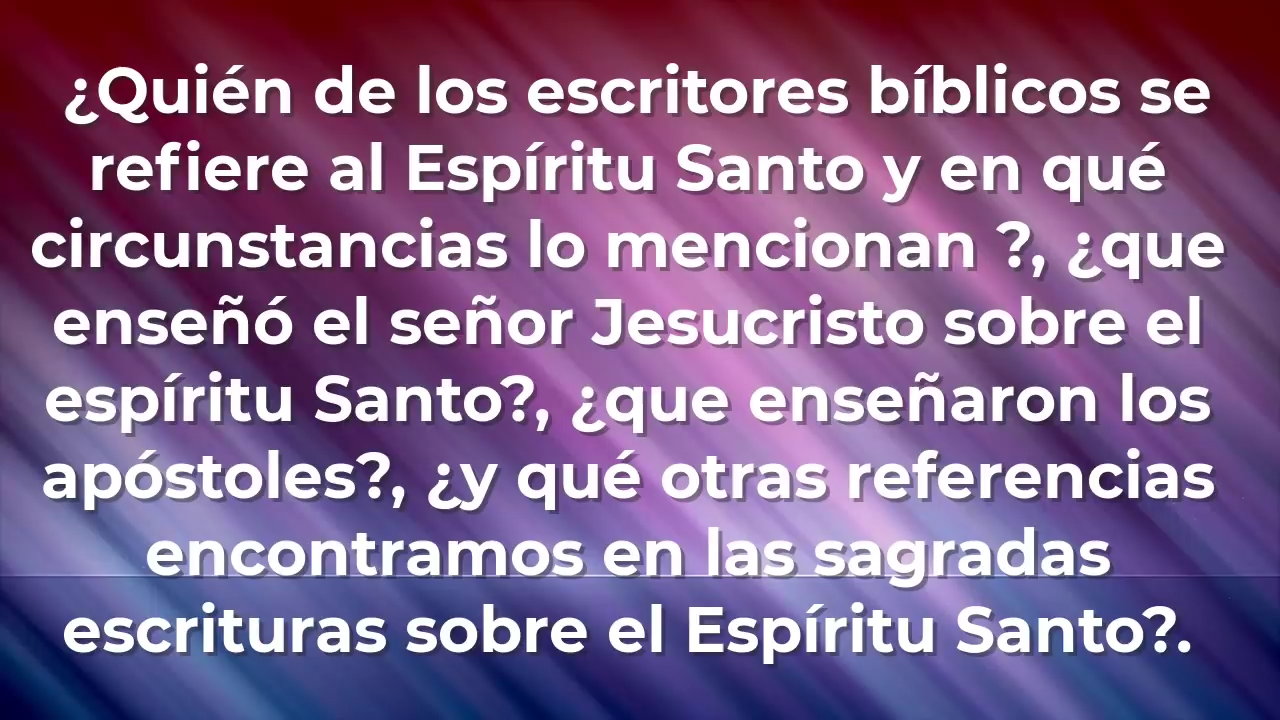 ¿Quién de los escritores bíblicos se
refiere al Espíritu Santo y en qué
circunstancias lo mencionan ?, ¿que
enseñó el señor Jesucristo sobre el
espíritu Santo?, ¿que enseñaron los
apóstoles?, ¿y qué otras referencias
encontramos en las sagradas
escrituras sobre el Espíritu Santo?.